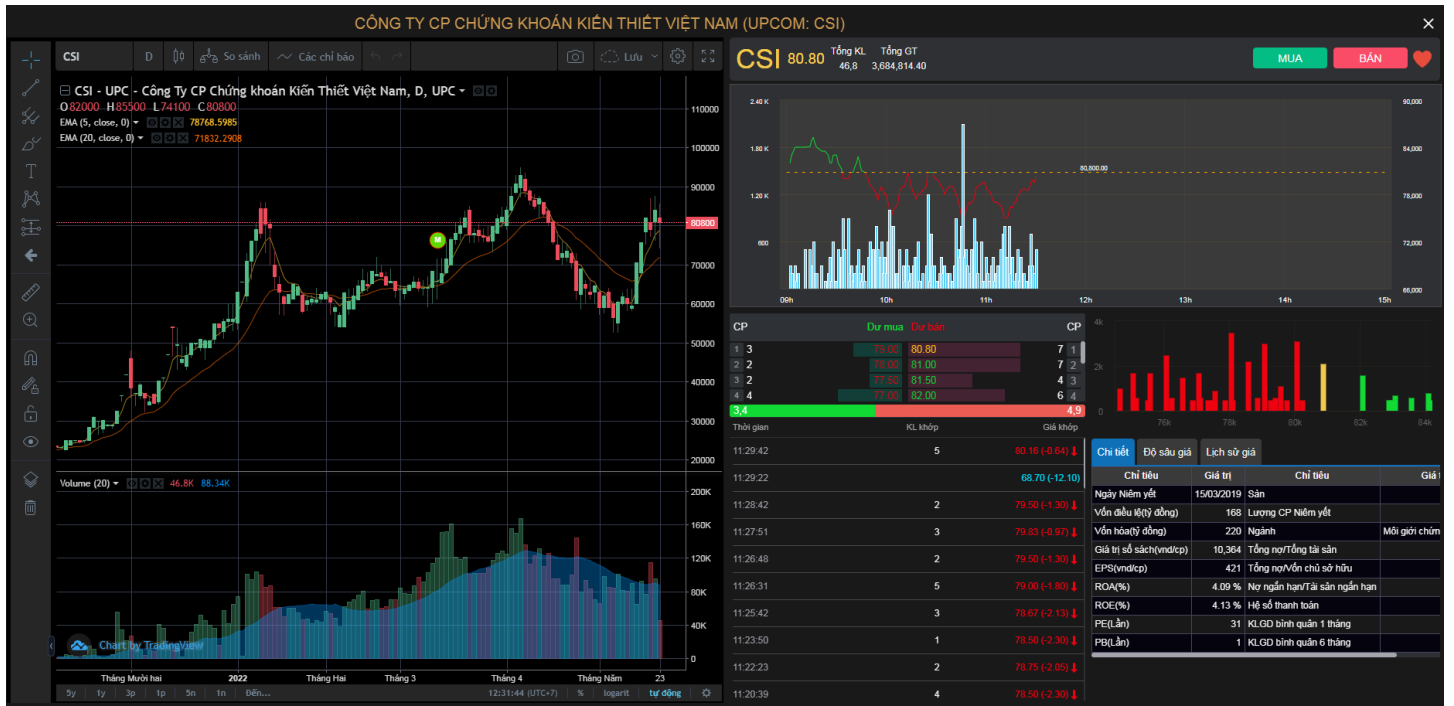 CÔNG TY CP CHỨNG KHOÁN KIẾN THIẾT VIỆT NAM (UPCOM: CSI)
CSI D So sánh Các chỉ báo Lưu
CSI - UPC - Công Ty CP Chứng khoán Kiến Thiết Việt Nam, D, UPC
O82000 H85500 L74100 C80800
EMA (5, close, 0) 78768.5985
EMA (20, close, 0) 71832.2908
M
110000
100000
90000
80800
70000
60000
50000
40000
30000
20000
Volume (20) 46.8K 88.34K
200K
160K
120K
80K
40K
0
Chart by TradingView
Tháng Mười hai 2022 Tháng Hai Tháng 3 Tháng 4 Tháng Năm 23
5y 1y 3p 1p 5n 1n Đến... 12:31:44 (UTC+7) % logarit tự động
CSI 80.80 Tổng KL Tổng GT
46,8 3,684,814.40
MUA BÁN
2.40 K 90,000
1.80 K 84,000
80,800.00
1.20 K 78,000
600 72,000
66,000
09h 10h 11h 12h 13h 14h 15h
CP Dư mua Dư bán CP
1 3 79.00 80.80 7 1
2 2 78.00 81.00 7 2
3 2 77.50 81.50 4 3
4 4 77.00 82.00 6 4
3,4 4,9
Thời gian KL khớp Giá khớp
11:29:42 5 80.16 (-0.64)
11:29:22 68.70 (-12.10)
11:28:42 2 79.50 (-1.30)
11:27:51 3 79.83 (-0.97)
11:26:48 2 79.50 (-1.30)
11:26:31 5 79.00 (-1.80)
11:25:42 3 78.67 (-2.13)
11:23:50 1 78.50 (-2.30)
11:22:23 2 78.75 (-2.05)
11:20:39 4 78.50 (-2.30)
4k
2k
0
76k 78k 80k 82k 84k
Chi tiết Độ sâu giá Lịch sử giá
Chỉ tiêu Giá trị Chỉ tiêu Giá
Ngày Niêm yết 15/03/2019 Sàn
Vốn điều lệ(tỷ đồng) 168 Lượng CP Niêm yết
Vốn hóa(tỷ đồng) 220 Ngành Môi giới chứn
Giá trị sổ sách(vnd/cp) 10,364 Tổng nợ/Tổng tài sản
EPS(vnd/cp) 421 Tổng nợ/Vốn chủ sở hữu
ROA(%) 4.09 % Nợ ngắn hạn/Tài sản ngắn hạn
ROE(%) 4.13 % Hệ số thanh toán
PE(Lần) 31 KLGD bình quân 1 tháng
PB(Lần) 1 KLGD bình quân 6 tháng